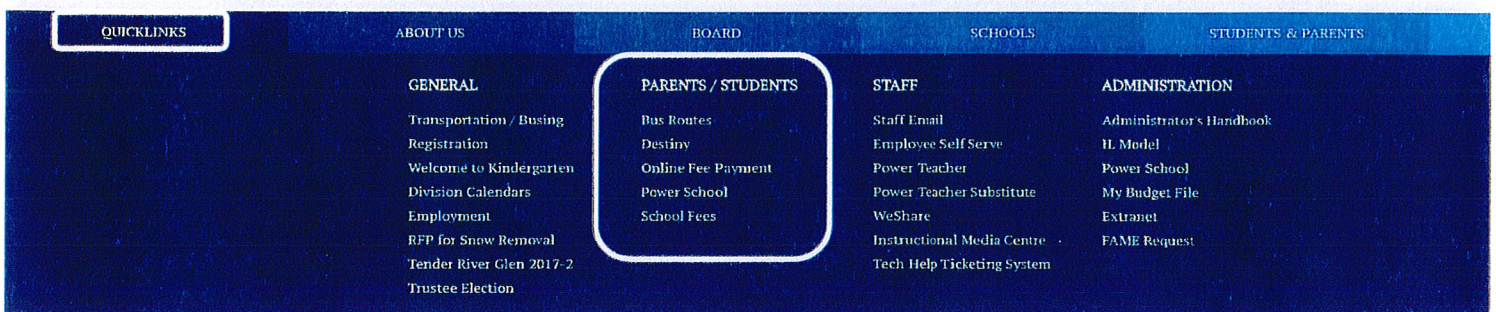 QUICKLINKS
ABOUT US
BOARD
SCHOOLS
STUDENTS & PARENTS
GENERAL
Transportation / Busing
Registration
Welcome to Kindergarten
Division Calendars
Employment
RFP for Snow Removal
Tender River Glen 2017-2
Trustee Election
PARENTS / STUDENTS
Bus Routes
Destiny
Online Fee Payment
Power School
School Fees
STAFF
Staff Email
Employee Self Serve
Power Teacher
Power Teacher Substitute
WeShare
Instructional Media Centre
Tech Help Ticketing System
ADMINISTRATION
Administrator's Handbook
IL Model
Power School
My Budget File
Extranet
FAME Request